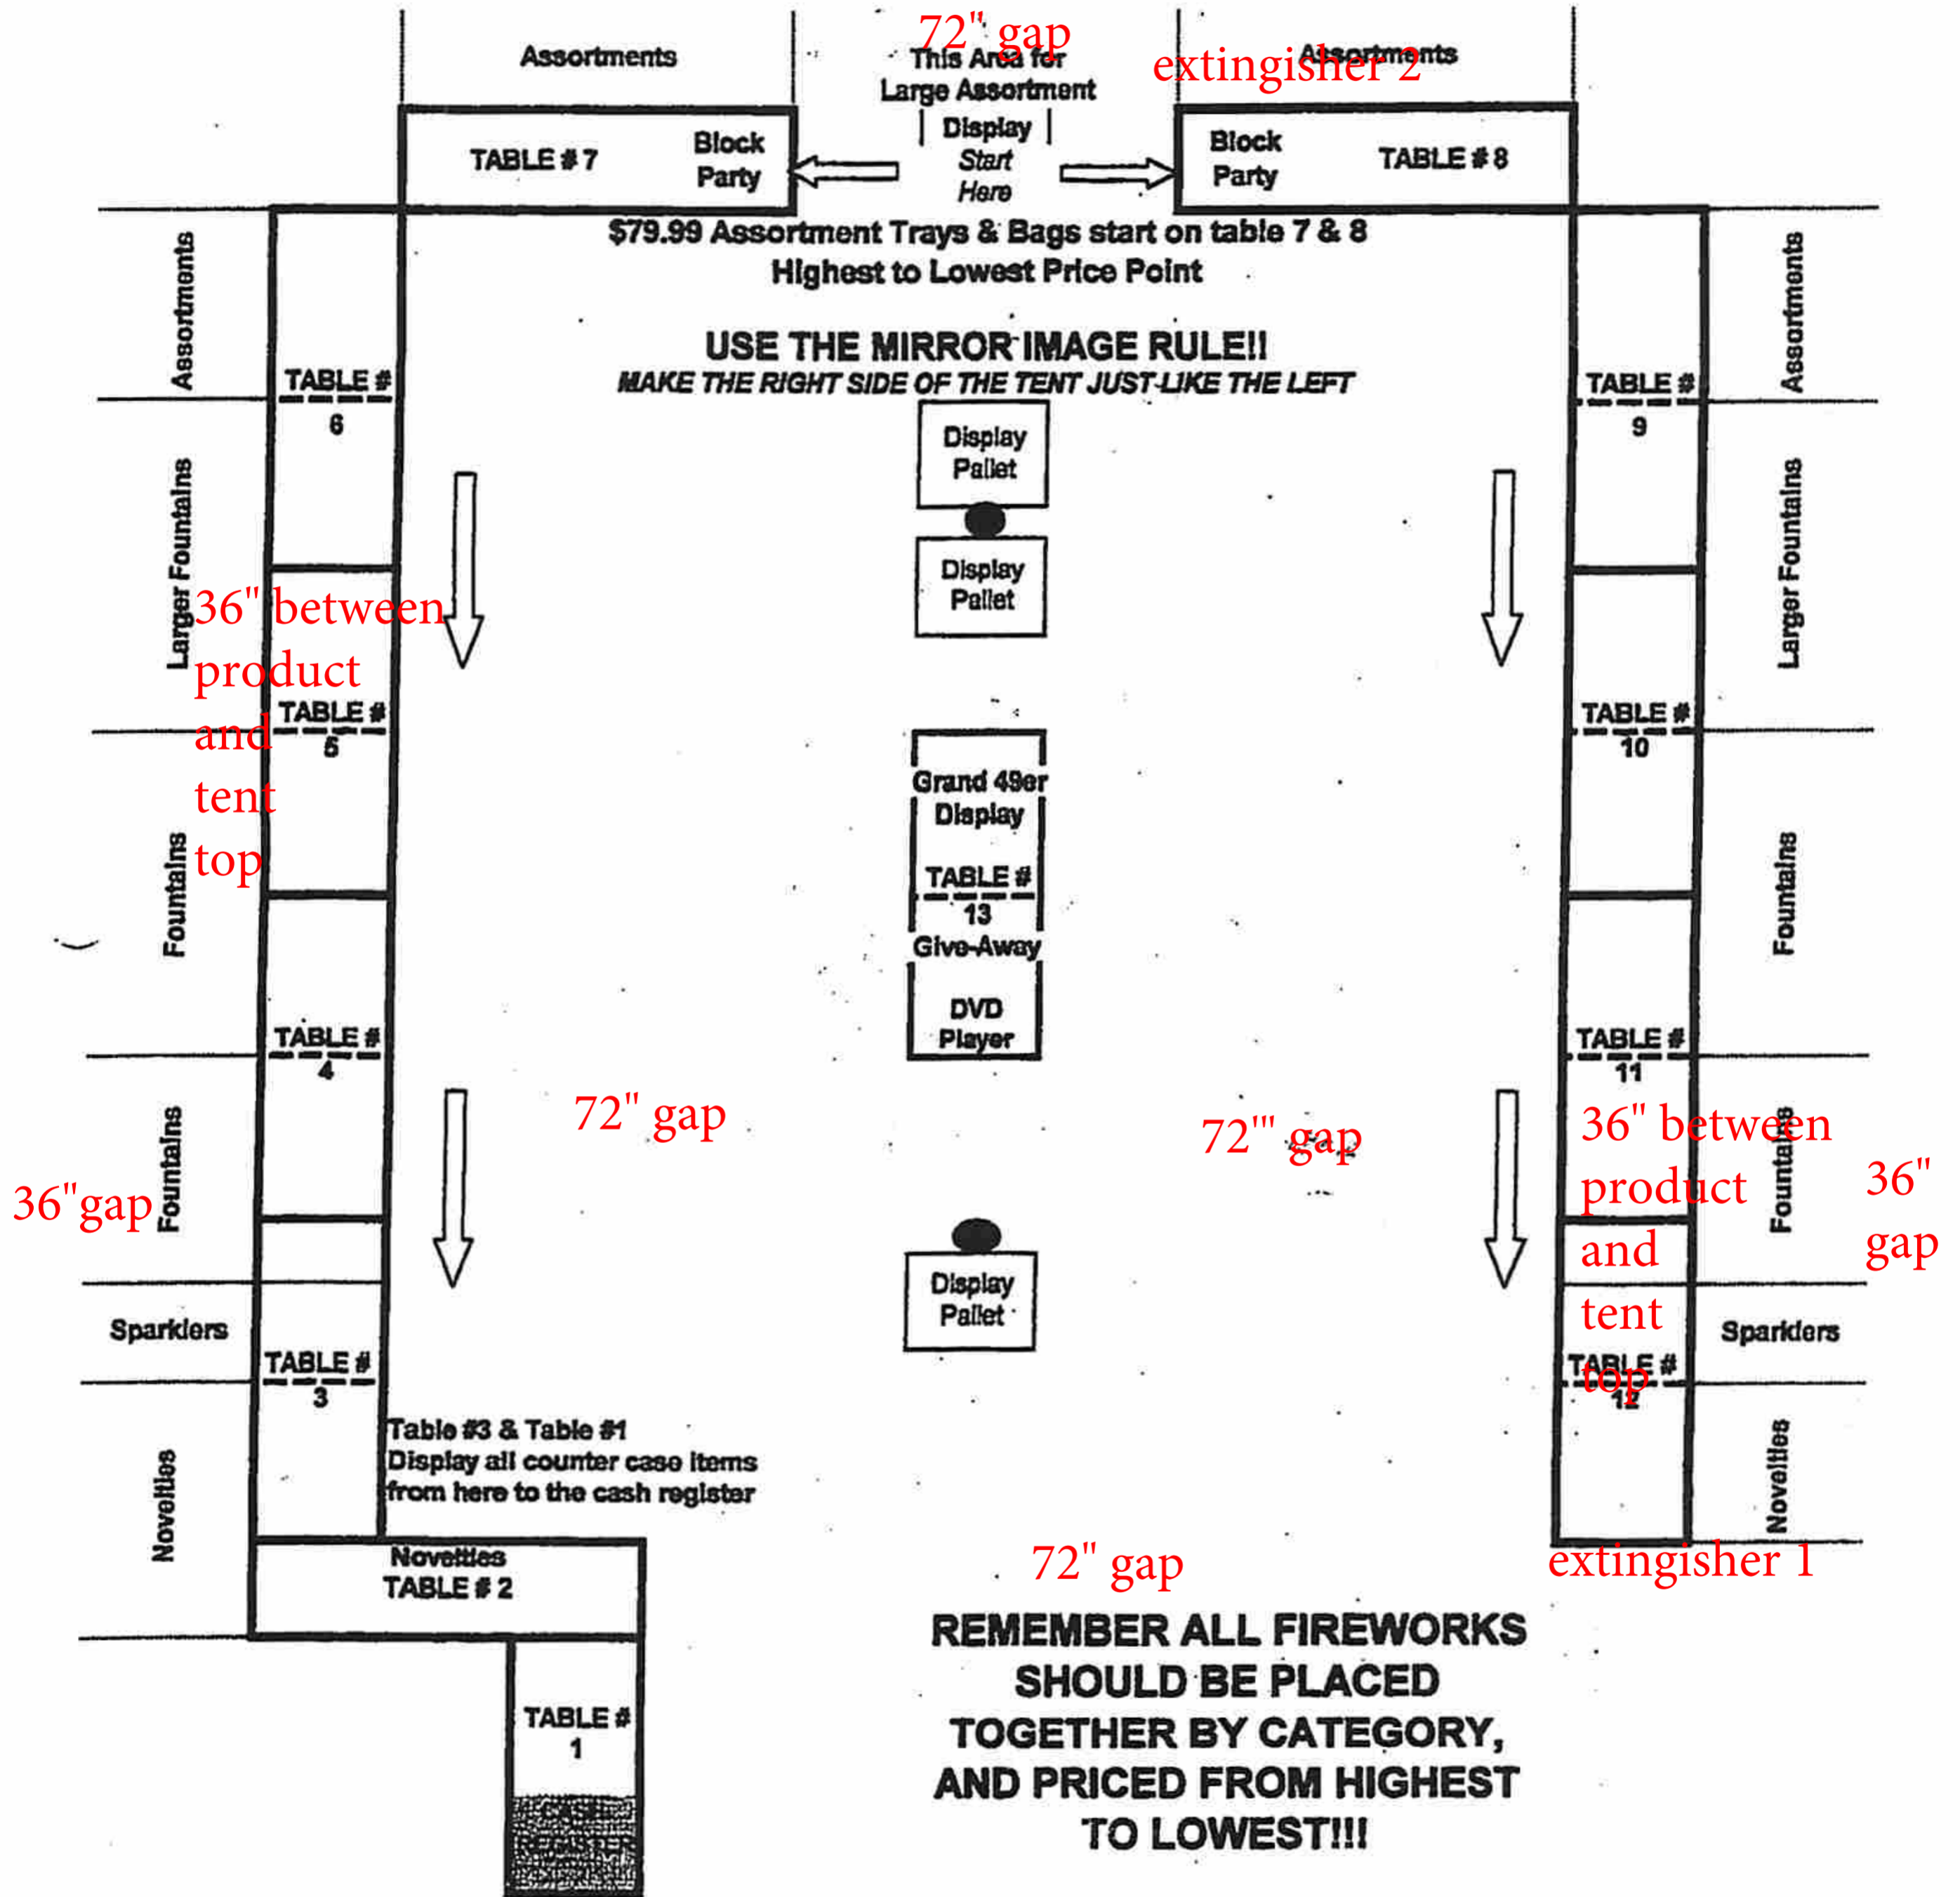 72" gap
Assortments
This Area for
extingisher 2
Assortments
Large Assortment
Display
Start
Here
TABLE # 7
Block
Party
Block
Party
TABLE # 8
$79.99 Assortment Trays & Bags start on table 7 & 8
Highest to Lowest Price Point
USE THE MIRROR IMAGE RULE!!
MAKE THE RIGHT SIDE OF THE TENT JUST LIKE THE LEFT
Assortments
TABLE #
6
Display
Pallet
Display
Pallet
TABLE #
9
Assortments
Larger Fountains
36" between
product
and
tent
top
TABLE #
5
Larger Fountains
TABLE #
10
Grand 49er
Display
TABLE #
13
Give-Away
DVD
Player
Fountains
Fountains
TABLE #
4
TABLE #
11
72" gap
72'" gap
36" between
product
and
tent
top
36"gap
Fountains
Fountains
36"
gap
Display
Pallet
Sparklers
Sparklers
TABLE #
3
TABLE #
12
Table #3 & Table #1
Display all counter case items
from here to the cash register
Novelties
Novelties
Novelties
TABLE # 2
72" gap
extingisher 1
REMEMBER ALL FIREWORKS
SHOULD BE PLACED
TOGETHER BY CATEGORY,
AND PRICED FROM HIGHEST
TO LOWEST!!!
TABLE #
1
CASH
REGISTER